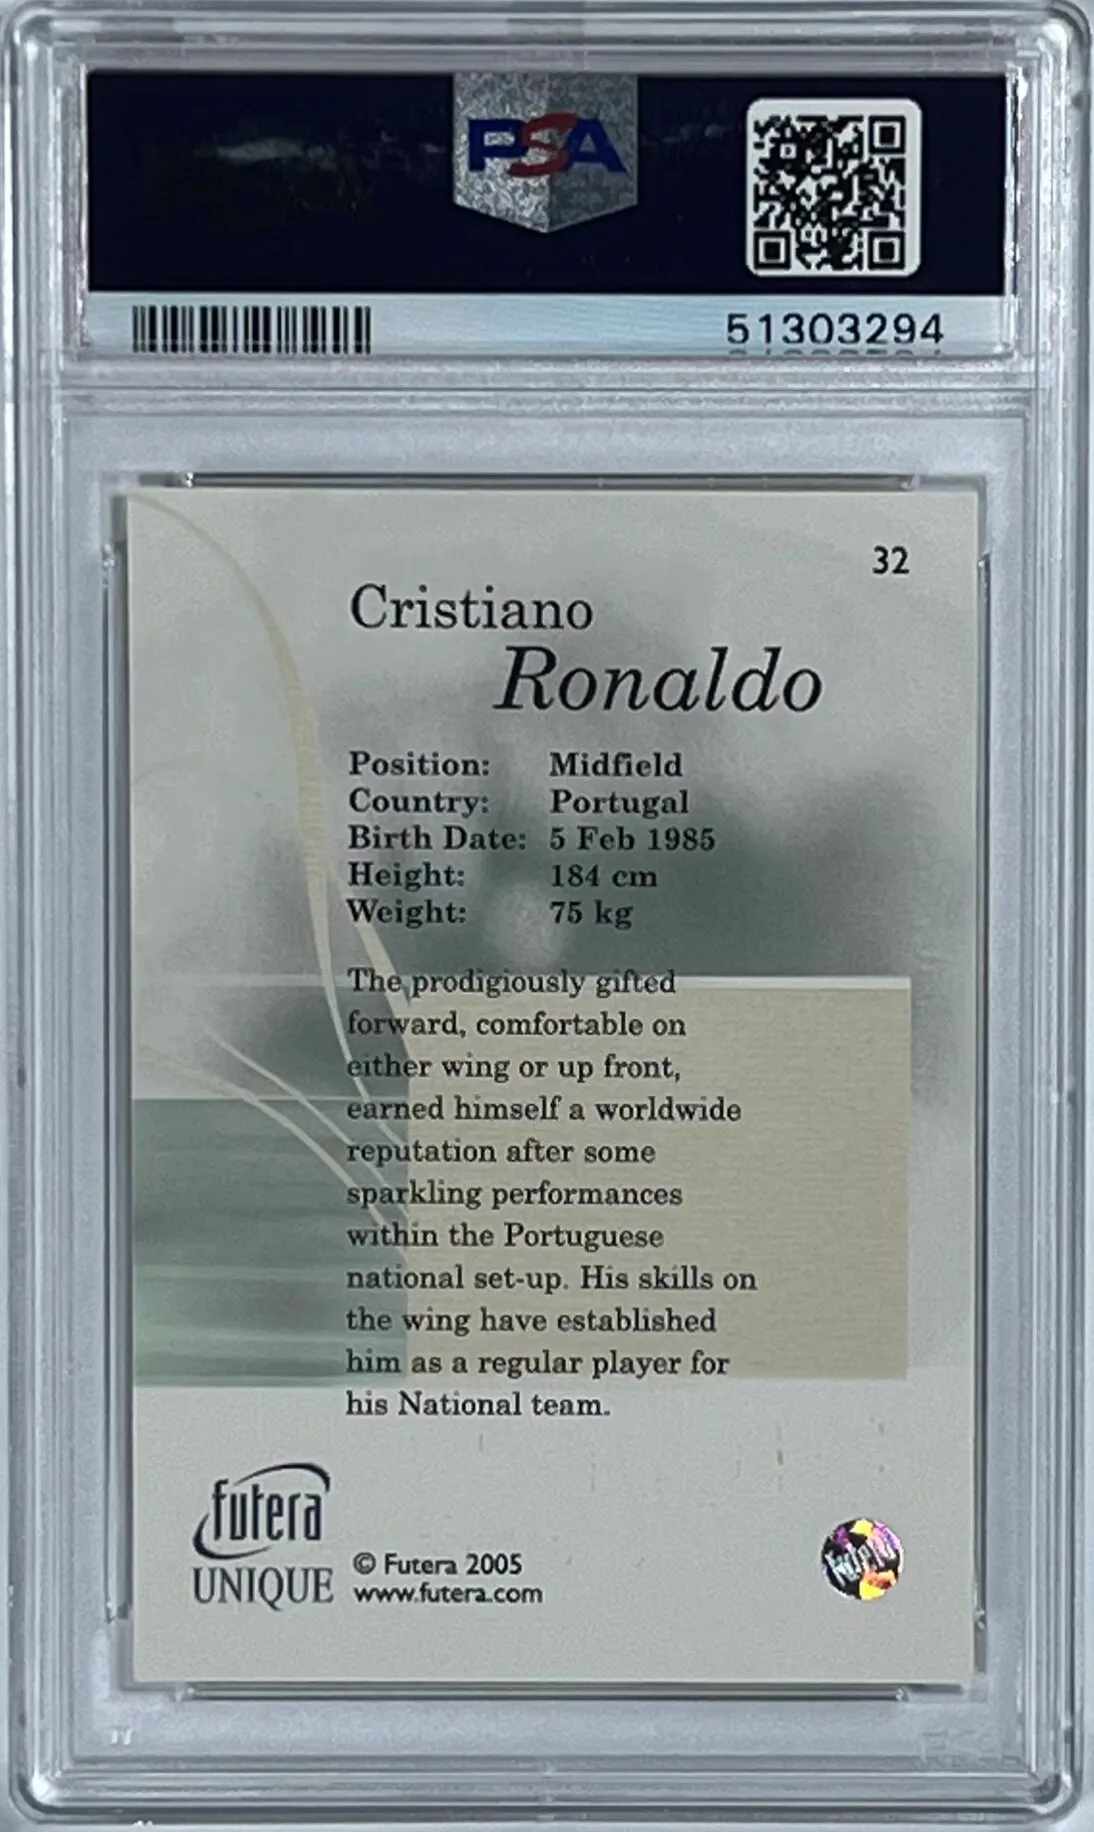 PSA
51303294
32
Cristiano
Ronaldo
Position: Midfield
Country: Portugal
Birth Date: 5 Feb 1985
Height: 184 cm
Weight: 75 kg
The prodigiously gifted
forward, comfortable on
either wing or up front,
earned himself a worldwide
reputation after some
sparkling performances
within the Portuguese
national set-up. His skills on
the wing have established
him as a regular player for
his National team.
futera
UNIQUE
© Futera 2005
www.futera.com